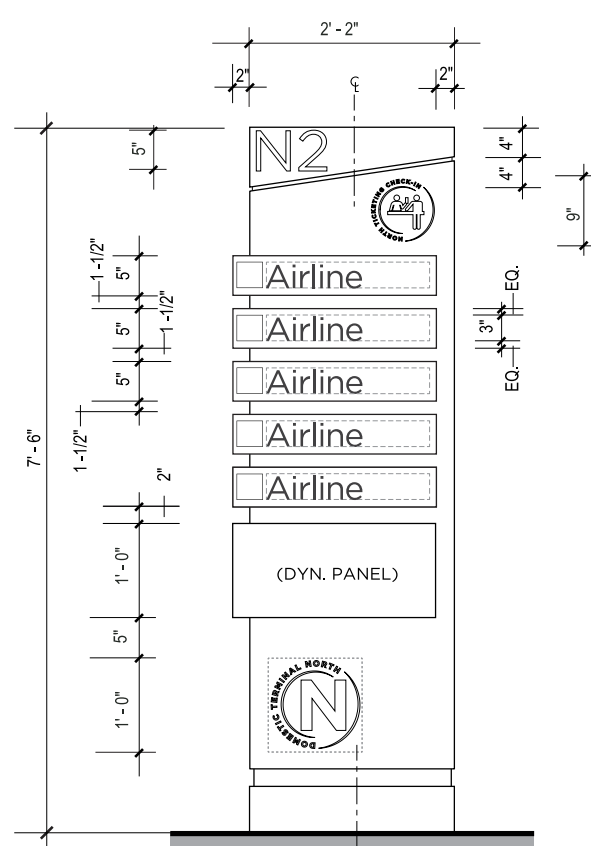 2' - 2"
2"
2"
℄
5"
N2
4"
4"
9"
NORTH TICKETING CHECK-IN
1 -1/2"
5"
Airline
EQ.
1 -1/2"
5"
Airline
3"
5"
Airline
EQ.
7' - 6"
1 -1/2"
Airline
2"
Airline
1' - 0"
(DYN. PANEL)
5"
1' - 0"
DOMESTIC TERMINAL NORTH
N